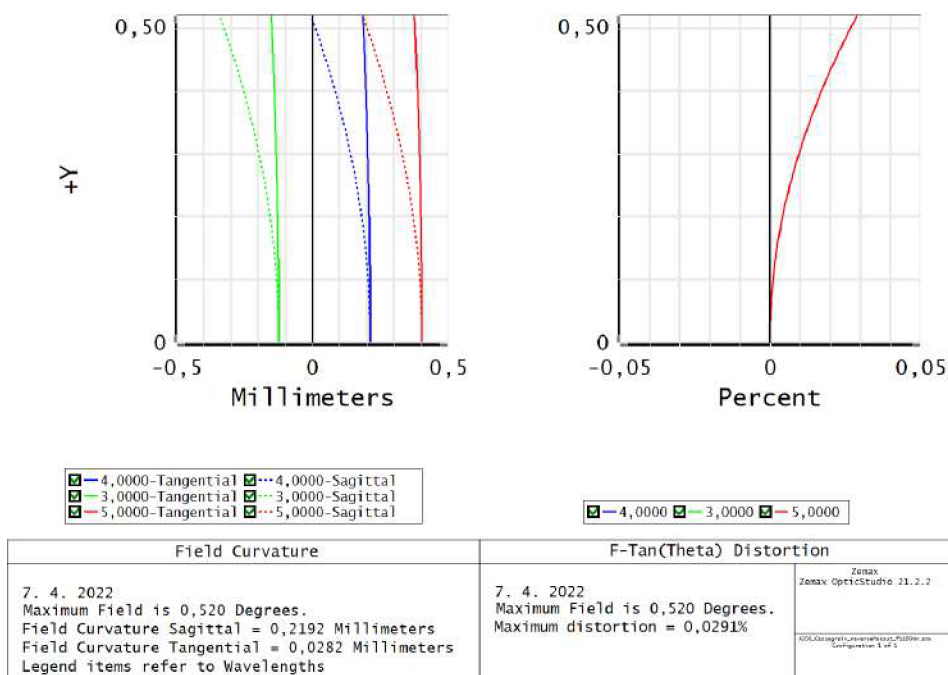 0,50
+Y
0
-0,5
0
0,5
Millimeters
0,50
0
-0,05
0
0,05
Percent
4,0000-Tangential 4,0000-Sagittal
3,0000-Tangential 3,0000-Sagittal
5,0000-Tangential 5,0000-Sagittal
4,0000 3,0000 5,0000
Field Curvature
7. 4. 2022
Maximum Field is 0,520 Degrees.
Field Curvature Sagittal = 0,2192 Millimeters
Field Curvature Tangential = 0,0282 Millimeters
Legend items refer to Wavelengths
F-Tan(Theta) Distortion
7. 4. 2022
Maximum Field is 0,520 Degrees.
Maximum distortion = 0,0291%
Zemax
Zemax OpticStudio 21.2.2
Configuration 1 of 1